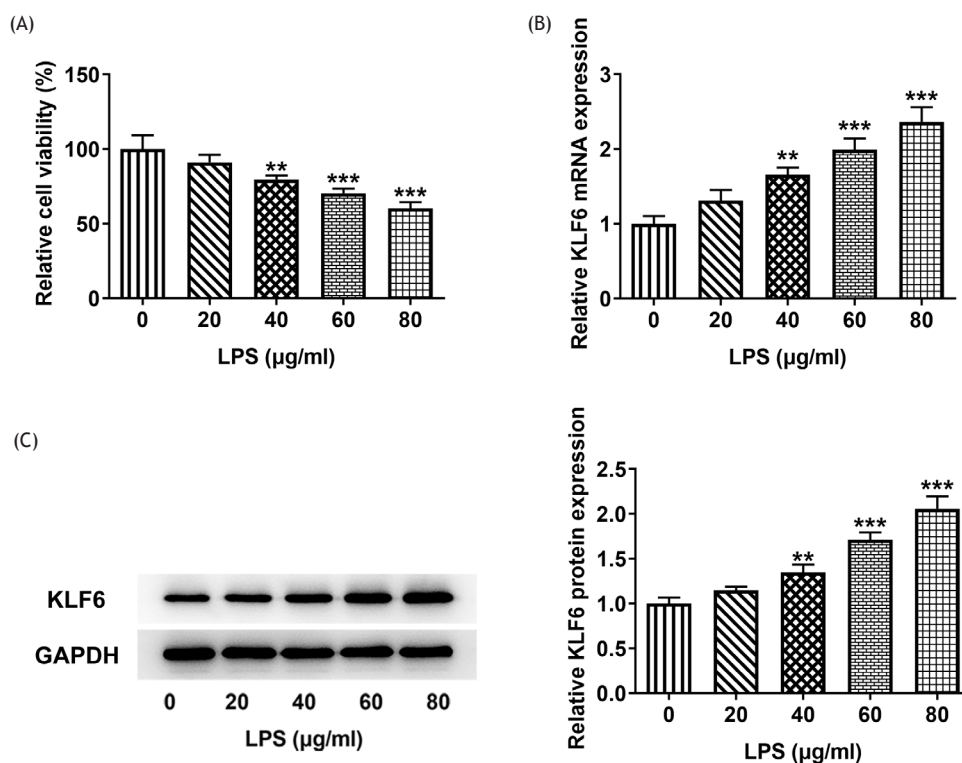 (A)
Relative cell viability (%)
150
100
50
0
**
***
***
0 20 40 60 80
LPS (µg/ml)
(B)
Relative KLF6 mRNA expression
3
2
1
0
**
***
***
0 20 40 60 80
LPS (µg/ml)
(C)
KLF6
GAPDH
0 20 40 60 80
LPS (µg/ml)
Relative KLF6 protein expression
2.5
2.0
1.5
1.0
0.5
0.0
**
***
***
0 20 40 60 80
LPS (µg/ml)